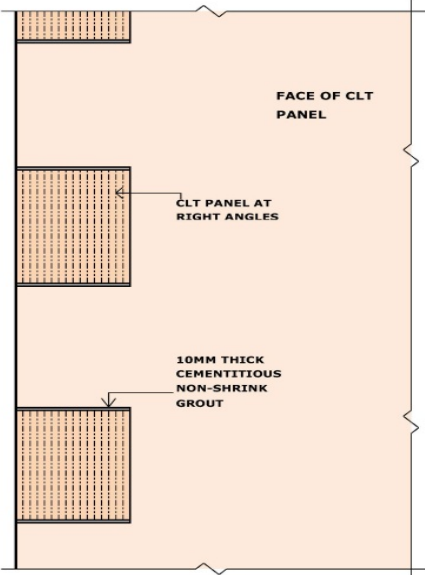 FACE OF CLT
PANEL
CLT PANEL AT
RIGHT ANGLES
10MM THICK
CEMENTITIOUS
NON-SHRINK
GROUT